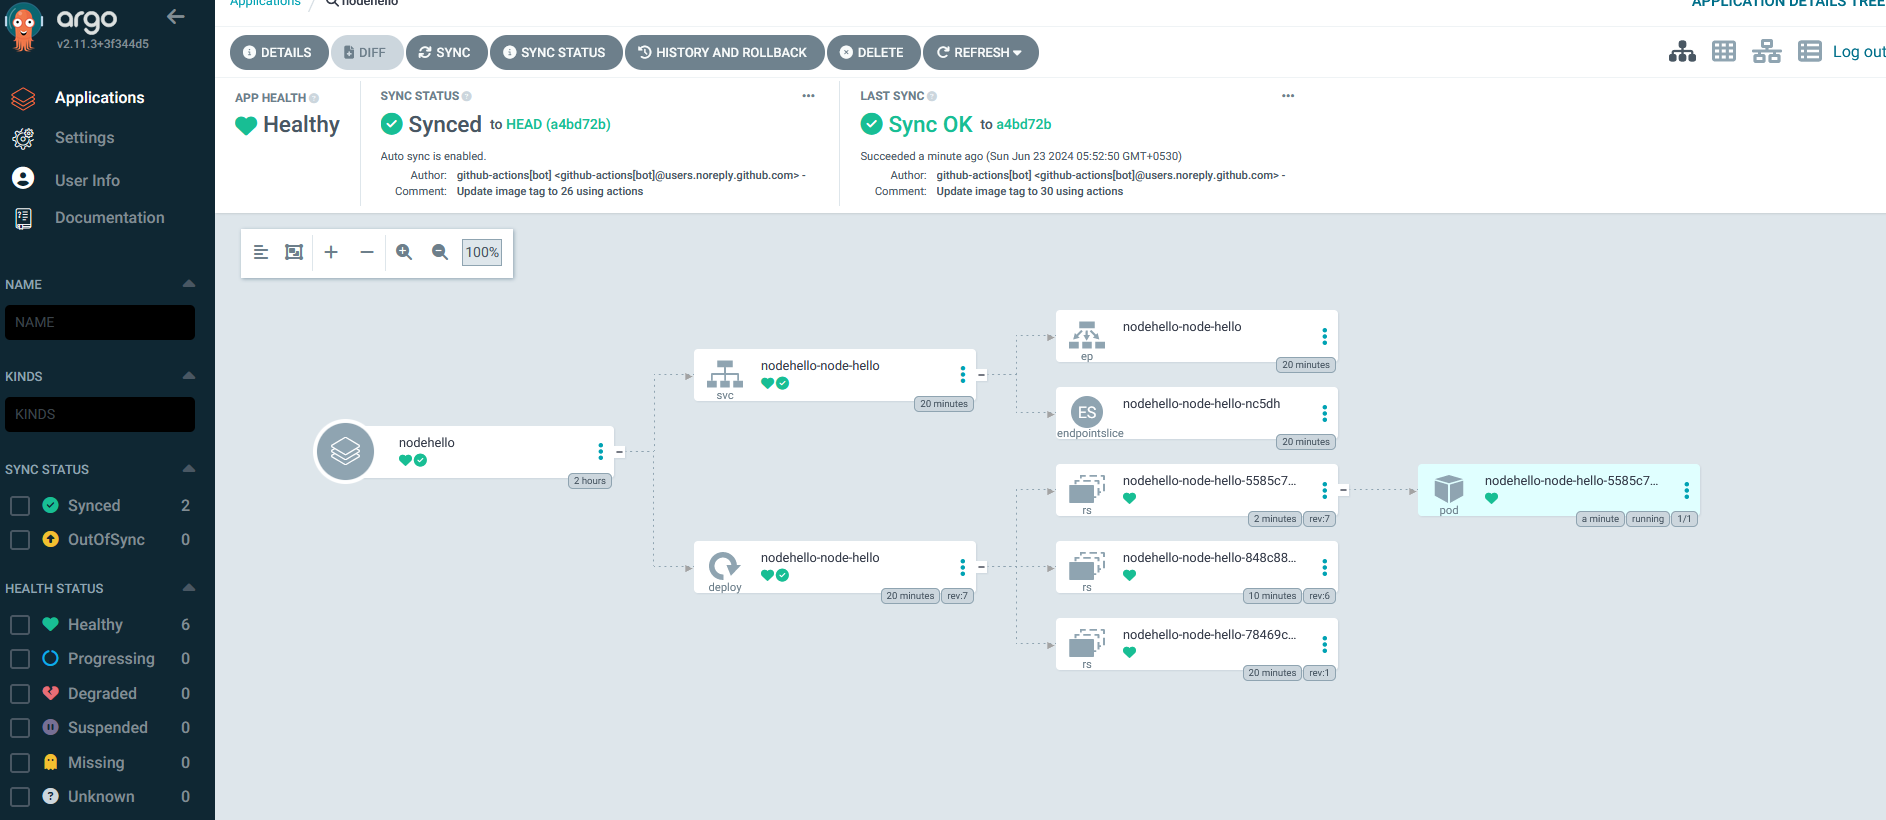 argo
v2.11.3+3f344d5
Applications
Settings
User Info
Documentation
NAME
NAME
KINDS
KINDS
SYNC STATUS
Synced 2
OutOfSync 0
HEALTH STATUS
Healthy 6
Progressing 0
Degraded 0
Suspended 0
Missing 0
Unknown 0
Applications / nodehello
APPLICATION DETAILS TREE
DETAILS DIFF SYNC SYNC STATUS HISTORY AND ROLLBACK DELETE REFRESH
Log out
APP HEALTH
Healthy
SYNC STATUS
Synced to HEAD (a4bd72b)
Auto sync is enabled.
Author: github-actions[bot] <github-actions[bot]@users.noreply.github.com> -
Comment: Update image tag to 26 using actions
LAST SYNC
Sync OK to a4bd72b
Succeeded a minute ago (Sun Jun 23 2024 05:52:50 GMT+0530)
Author: github-actions[bot] <github-actions[bot]@users.noreply.github.com> -
Comment: Update image tag to 30 using actions
100%
nodehello
2 hours
nodehello-node-hello
svc
20 minutes
nodehello-node-hello
deploy
20 minutes rev:7
nodehello-node-hello
ep
20 minutes
ES
nodehello-node-hello-nc5dh
endpointslice
20 minutes
nodehello-node-hello-5585c7...
rs
2 minutes rev:7
nodehello-node-hello-848c88...
rs
10 minutes rev:6
nodehello-node-hello-78469c...
rs
20 minutes rev:1
nodehello-node-hello-5585c7...
pod
a minute running 1/1